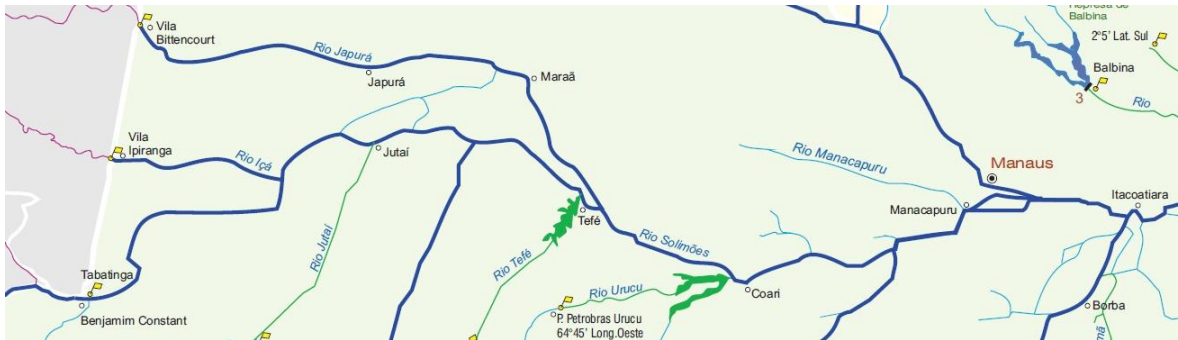 Represa de
Balbina
2°5' Lat. Sul
Vila
Bittencourt
Rio Japurá
Japurá
Maraã
Balbina
3
Rio
Vila
Ipiranga
Rio Içá
Jutaí
Rio Manacapuru
Manaus
Manacapuru
Itacoatiara
Rio Jutaí
Tefé
Rio Tefé
Rio Solimões
Tabatinga
Benjamim Constant
Rio Urucu
Coari
P. Petrobras Urucu
64°45' Long.Oeste
Borba